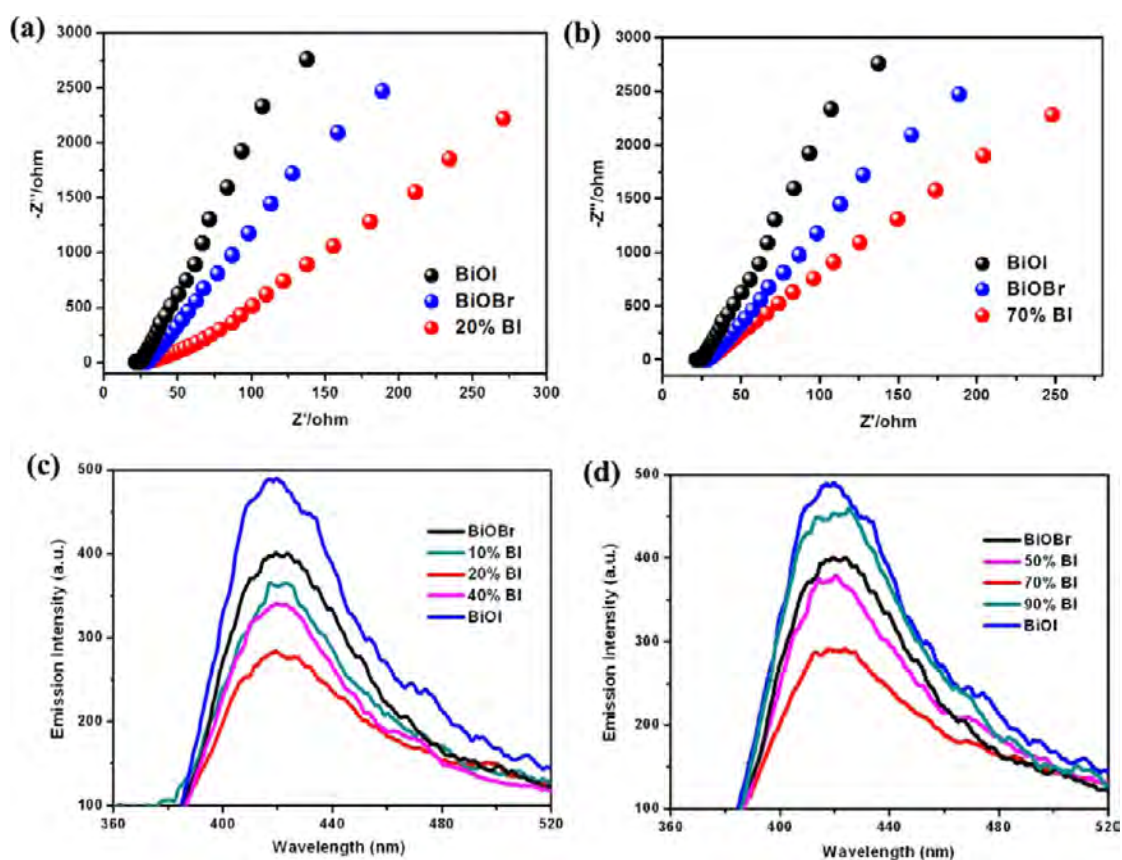 (a)
3000
2500
2000
1500
1000
500
0
-Z''/ohm
BiOI
BiOBr
20% BI
50
100
150
200
250
300
Z'/ohm
(b)
3000
2500
2000
1500
1000
500
0
-Z''/ohm
BiOI
BiOBr
70% BI
0
50
100
150
200
250
Z'/ohm
(c)
500
400
300
200
100
Emission Intensity (a.u.)
BiOBr
10% BI
20% BI
40% BI
BiOI
360
400
440
480
520
Wavelength (nm)
(d)
500
400
300
200
100
Emission Intensity (a.u.)
BiOBr
50% BI
70% BI
90% BI
BiOI
360
400
440
480
520
Wavelength (nm)